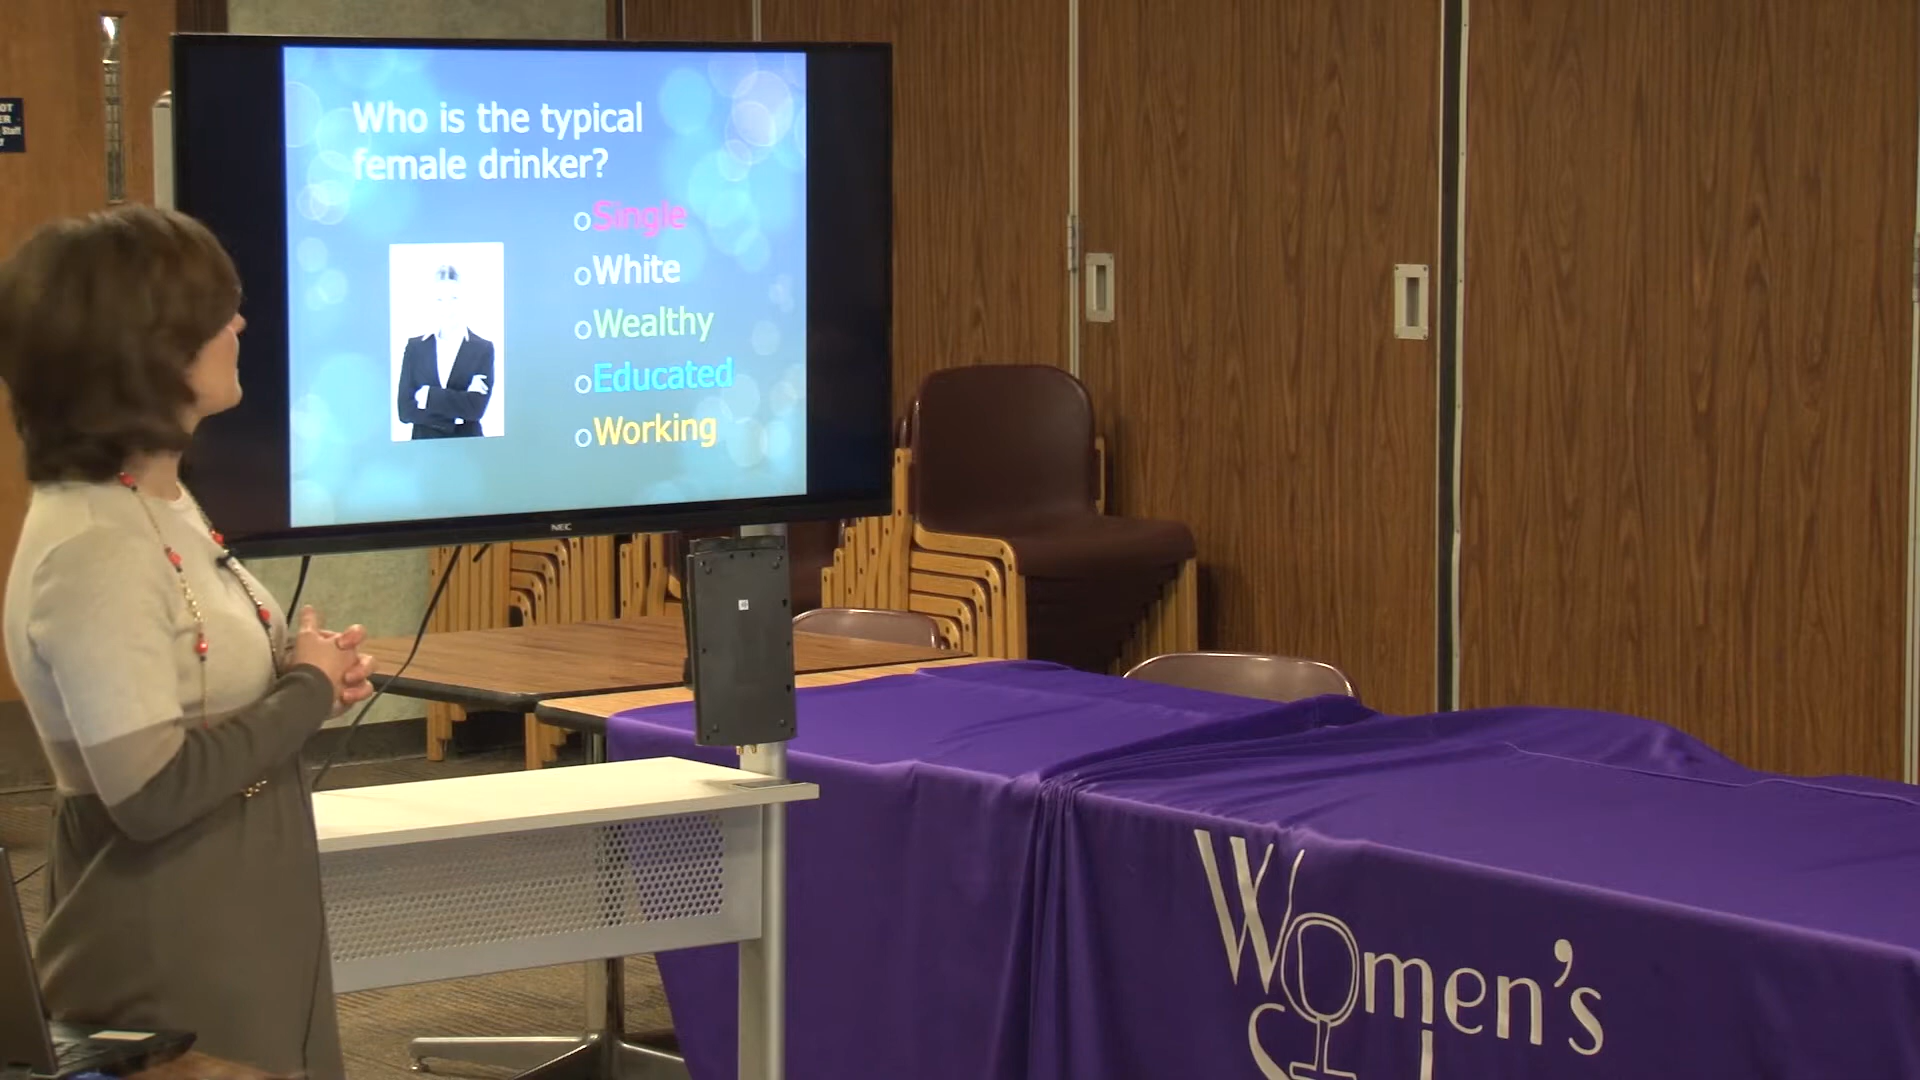 Who is the typical
female drinker?
Single
White
Wealthy
Educated
Working
NEC
Women's